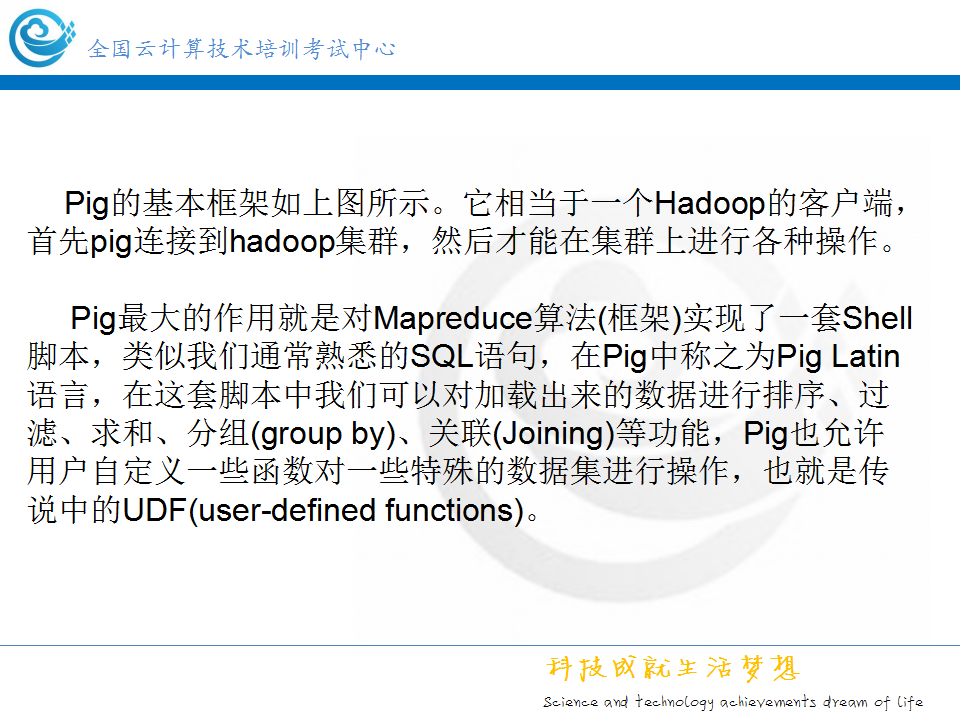 全国云计算技术培训考试中心
Pig的基本框架如上图所示。它相当于一个Hadoop的客户端，
首先pig连接到hadoop集群，然后才能在集群上进行各种操作。
Pig最大的作用就是对Mapreduce算法(框架)实现了一套Shell
脚本，类似我们通常熟悉的SQL语句，在Pig中称之为Pig Latin
语言，在这套脚本中我们可以对加载出来的数据进行排序、过
滤、求和、分组(group by)、关联(Joining)等功能，Pig也允许
用户自定义一些函数对一些特殊的数据集进行操作，也就是传
说中的UDF(user-defined functions)。
科技成就生活梦想
Science and technology achievements dream of life